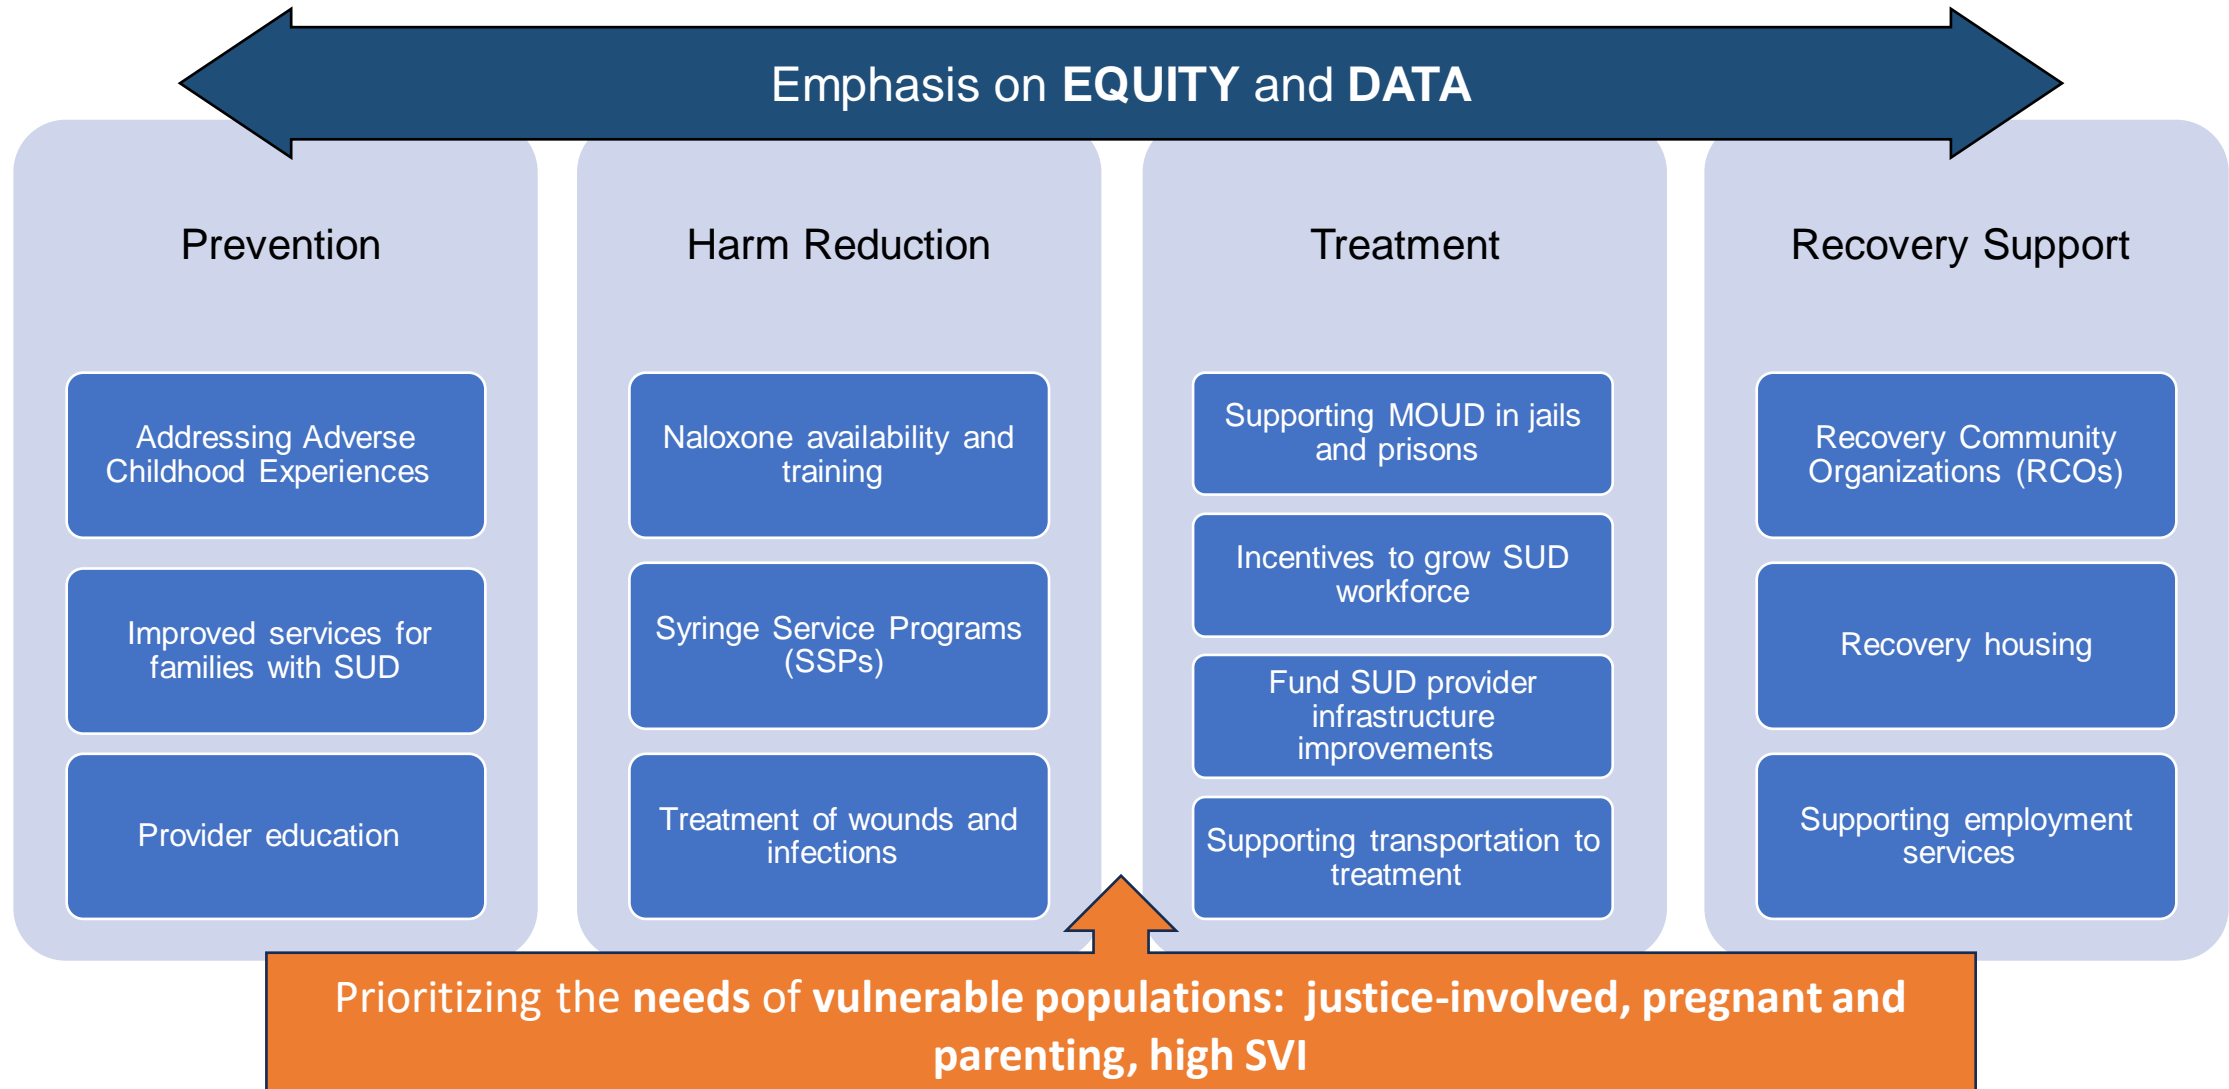 Emphasis on EQUITY and DATA
Prevention
Addressing Adverse
Childhood Experiences
Improved services for
families with SUD
Provider education
Harm Reduction
Naloxone availability and
training
Syringe Service Programs
(SSPs)
Treatment of wounds and
infections
Treatment
Supporting MOUD in jails
and prisons
Incentives to grow SUD
workforce
Fund SUD provider
infrastructure
improvements
Supporting transportation to
treatment
Recovery Support
Recovery Community
Organizations (RCOs)
Recovery housing
Supporting employment
services
Prioritizing the needs of vulnerable populations: justice-involved, pregnant and
parenting, high SVI